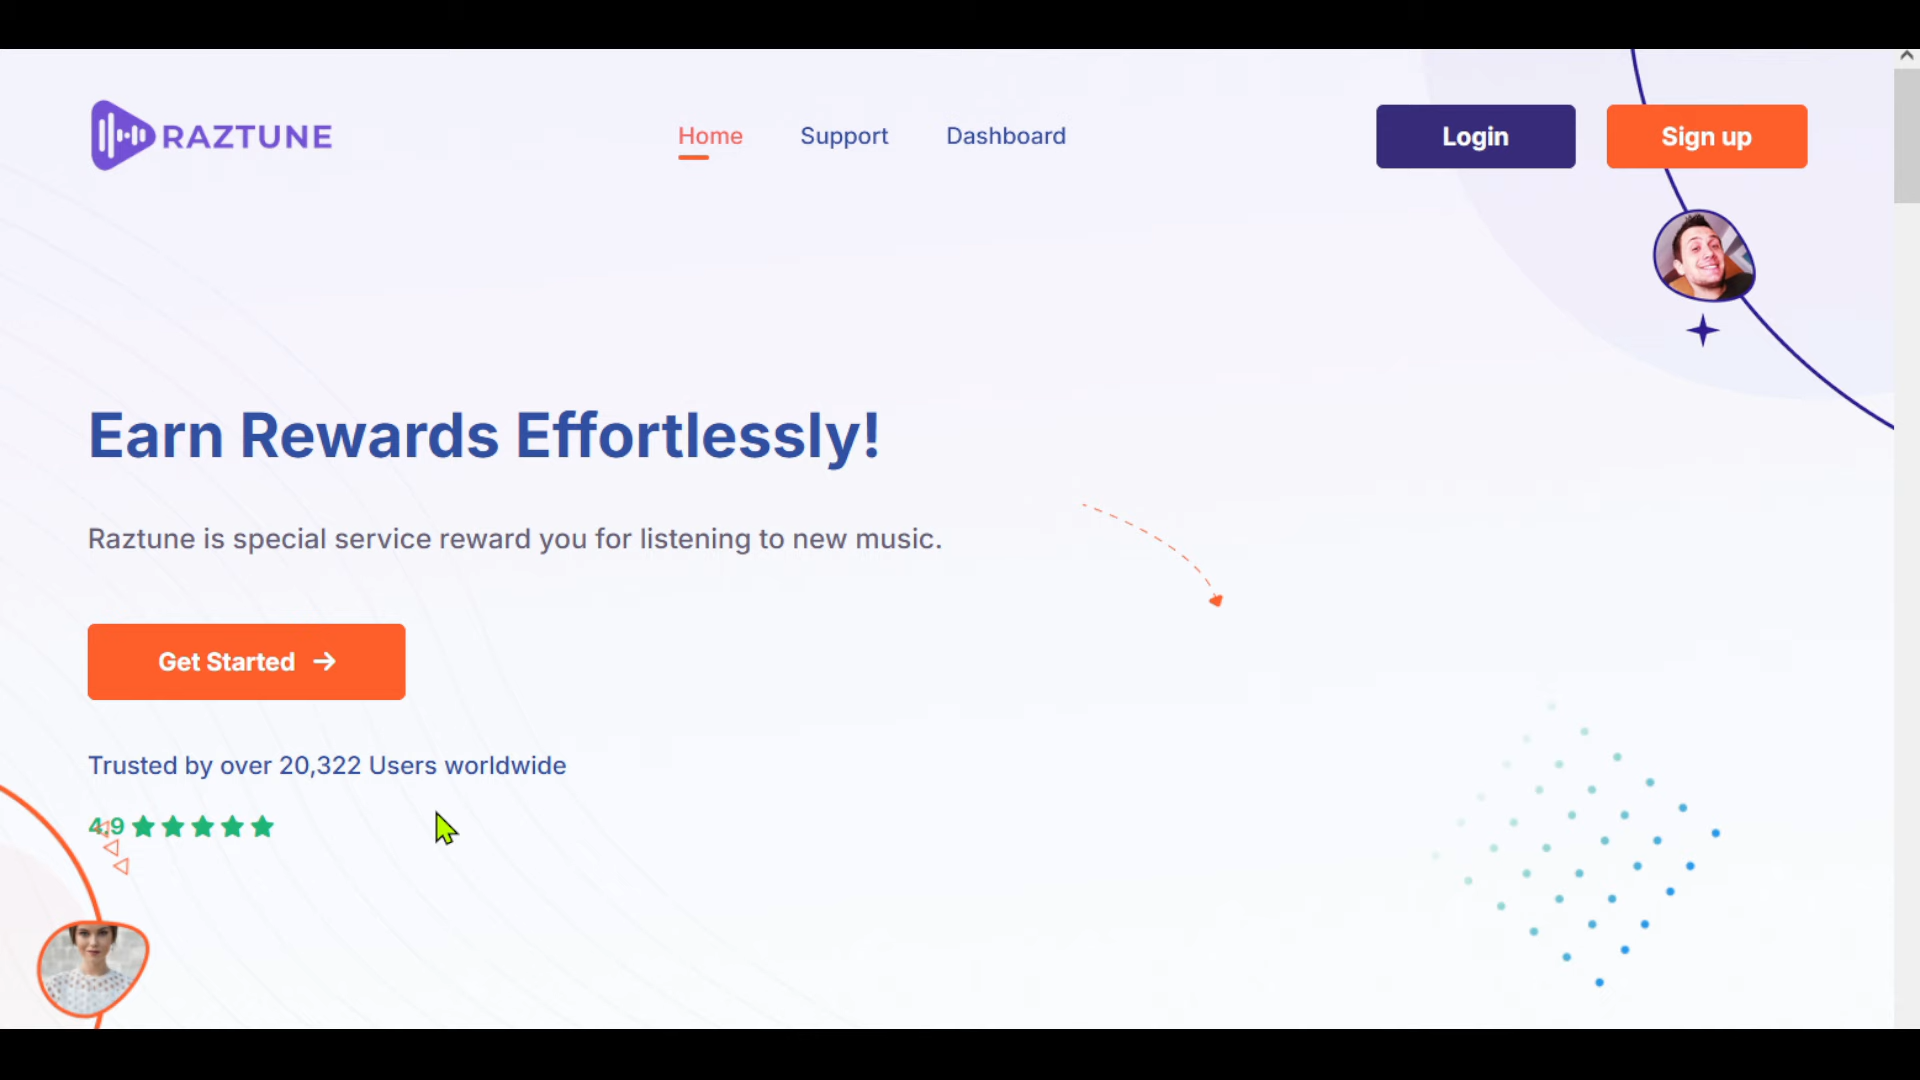 RAZTUNE
Home
Support
Dashboard
Login
Sign up
Earn Rewards Effortlessly!
Raztune is special service reward you for listening to new music.
Get Started →
Trusted by over 20,322 Users worldwide
4.9 ★★★★★